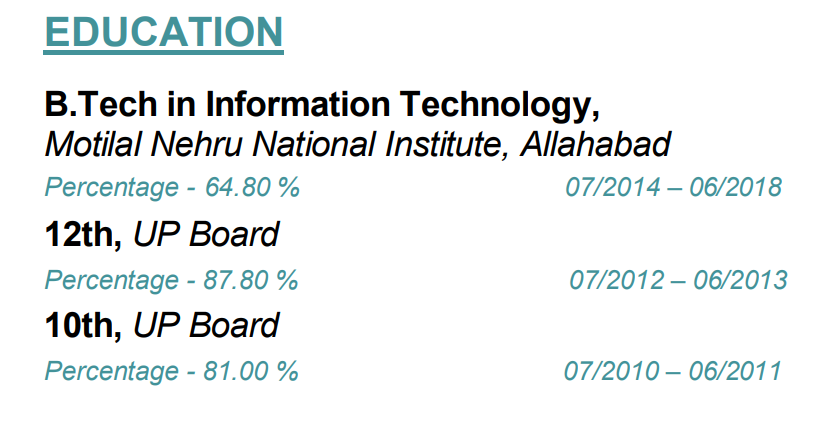 EDUCATION
B.Tech in Information Technology,
Motilal Nehru National Institute, Allahabad
Percentage - 64.80 % 07/2014 – 06/2018
12th, UP Board
Percentage - 87.80 % 07/2012 – 06/2013
10th, UP Board
Percentage - 81.00 % 07/2010 – 06/2011